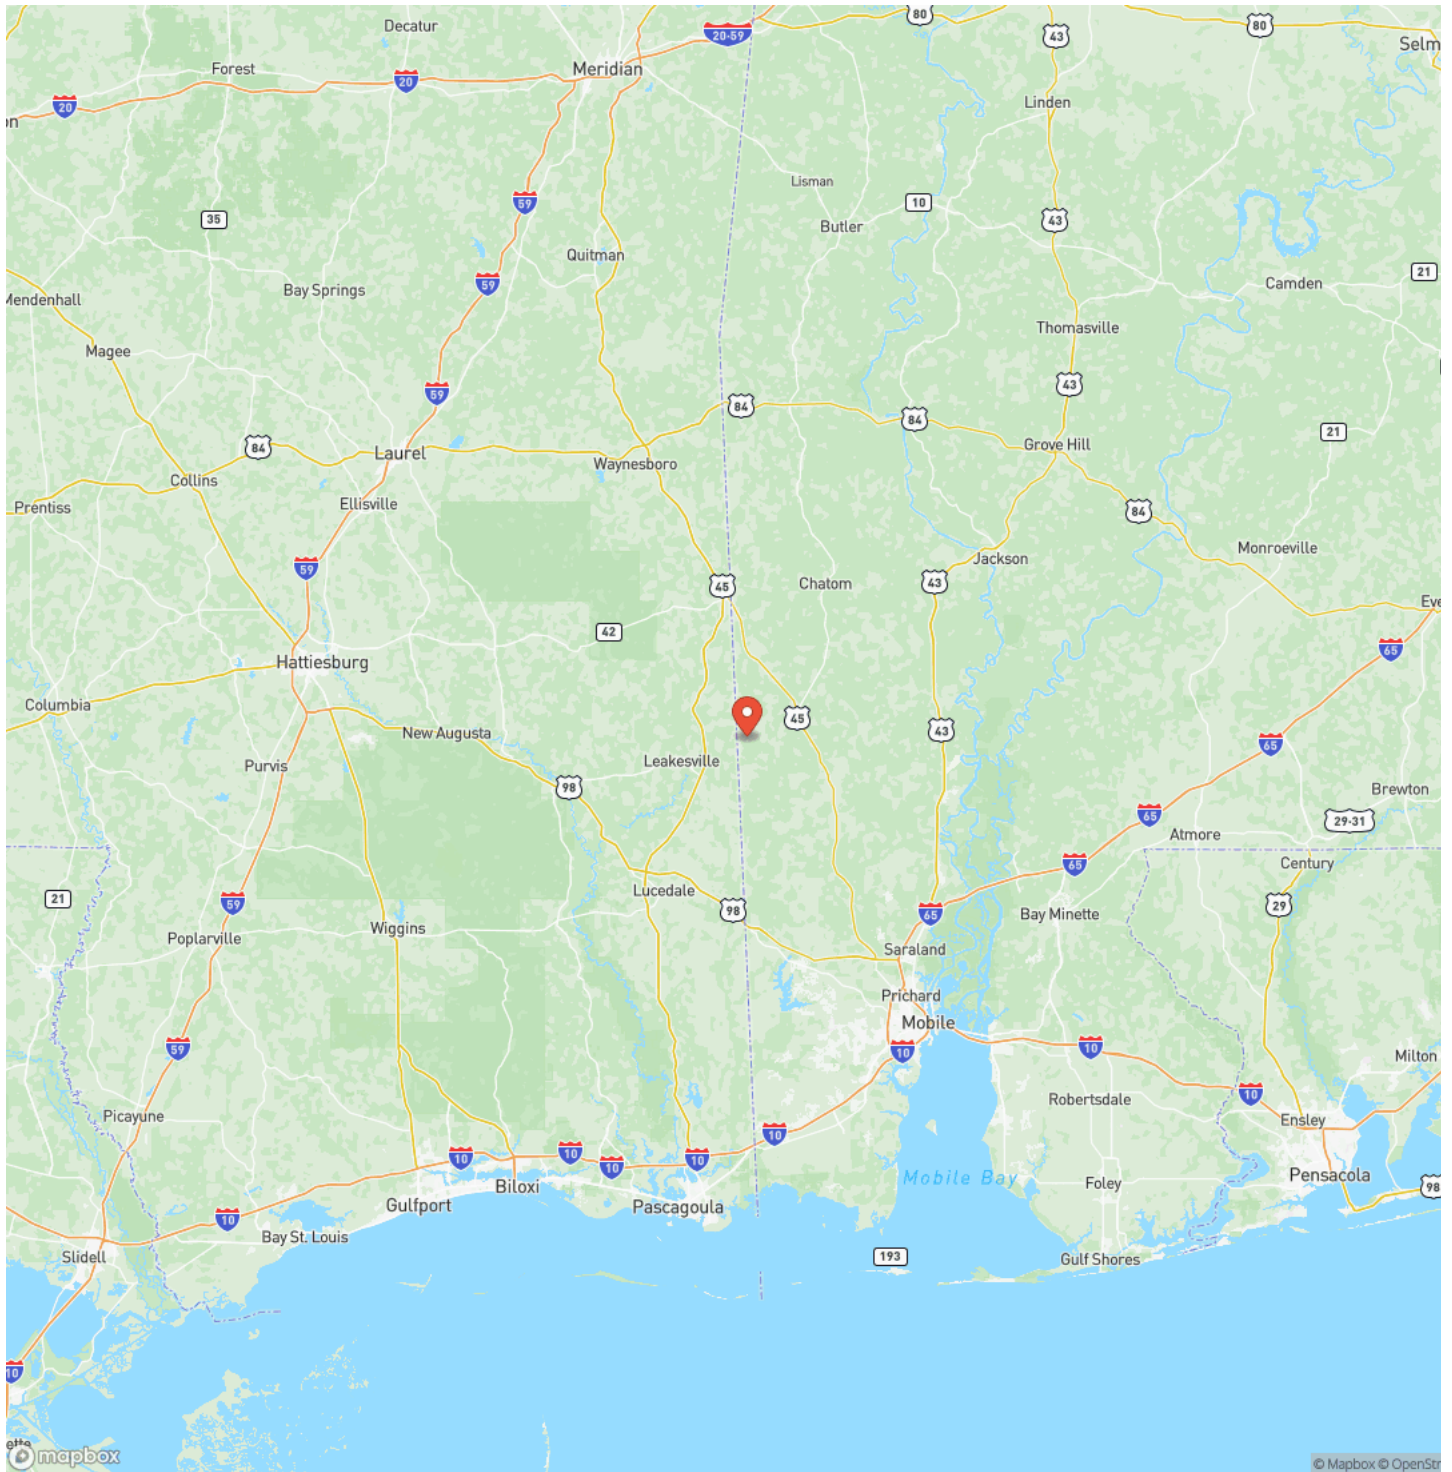 Decatur
80
43
80
20-59
Selm
Forest
Meridian
20
20
Linden
on
Lisman
35
59
10
Butler
43
Quitman
59
Bay Springs
Camden
21
Mendenhall
Thomasville
Magee
59
84
43
84
84
21
Laurel
Waynesboro
Grove Hill
Collins
Ellisville
Prentiss
84
59
45
Chatom
43
Jackson
Monroeville
42
Eve
Hattiesburg
65
Columbia
45
43
65
New Augusta
Purvis
Leakesville
98
Brewton
65
29-31
Atmore
65
Century
21
59
Lucedale
98
65
29
Bay Minette
Wiggins
Poplarville
Saraland
Prichard
Mobile
59
10
10
Milton
10
Picayune
Robertsdale
Ensley
10
10
10
10
10
Mobile Bay
Pensacola
Foley
98
Biloxi
Gulfport
Pascagoula
10
Bay St. Louis
Slidell
193
Gulf Shores
10
ette
mapbox
© Mapbox © OpenStr